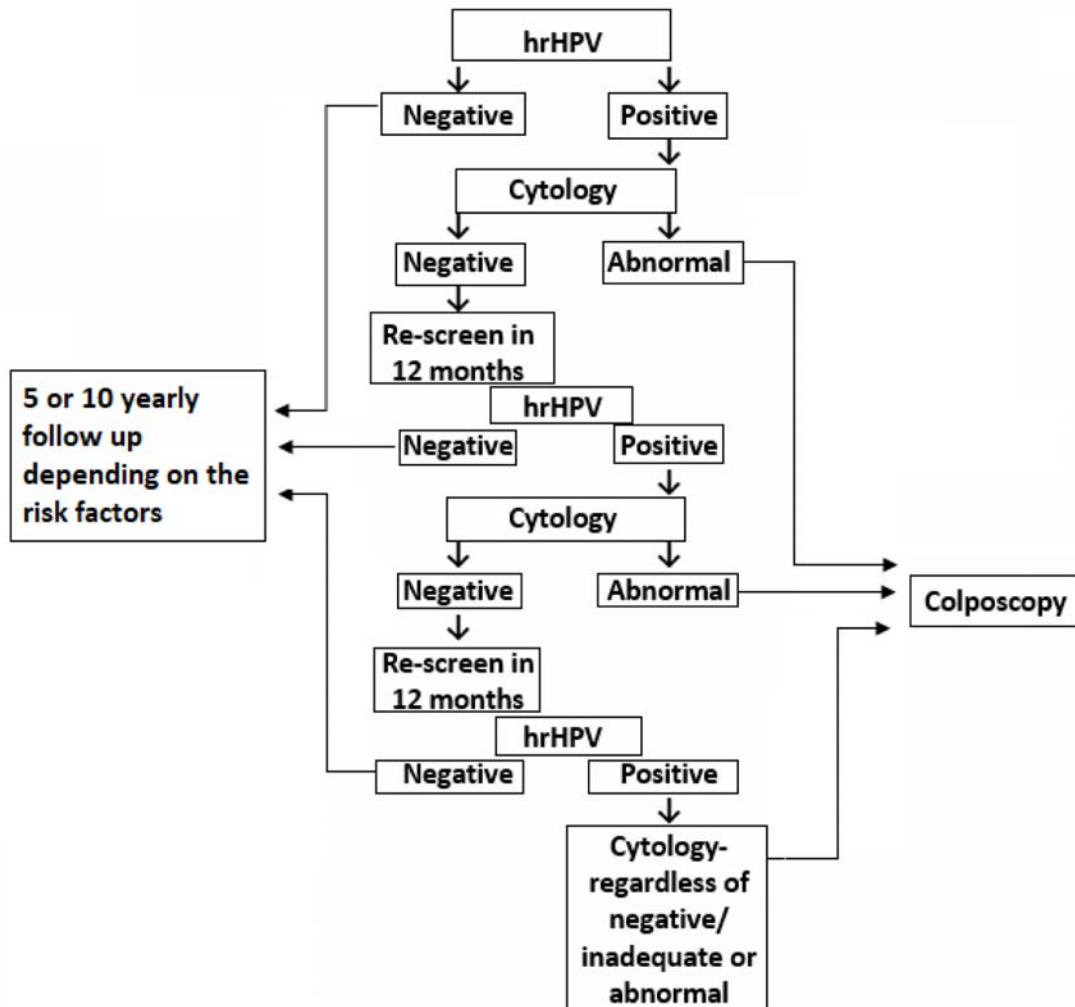 hrHPV
Negative
Positive
Cytology
Negative
Abnormal
Re-screen in
12 months
hrHPV
5 or 10 yearly
follow up
depending on the
risk factors
Negative
Positive
Cytology
Negative
Abnormal
Colposcopy
Re-screen in
12 months
hrHPV
Negative
Positive
Cytology-
regardless of
negative/
inadequate or
abnormal